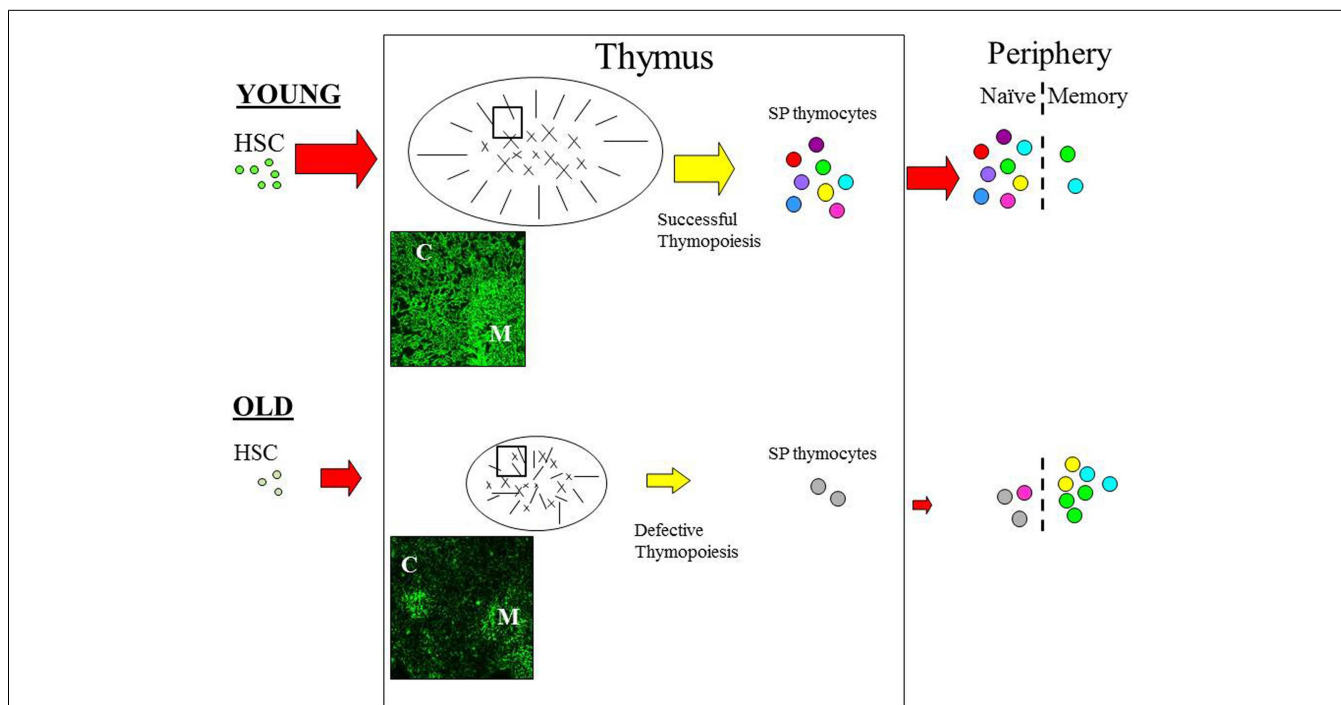 Thymus
Periphery
YOUNG
Naïve
Memory
HSC
SP thymocytes
Successful
Thymopoiesis
C
M
OLD
HSC
SP thymocytes
Defective
Thymopoiesis
C
M